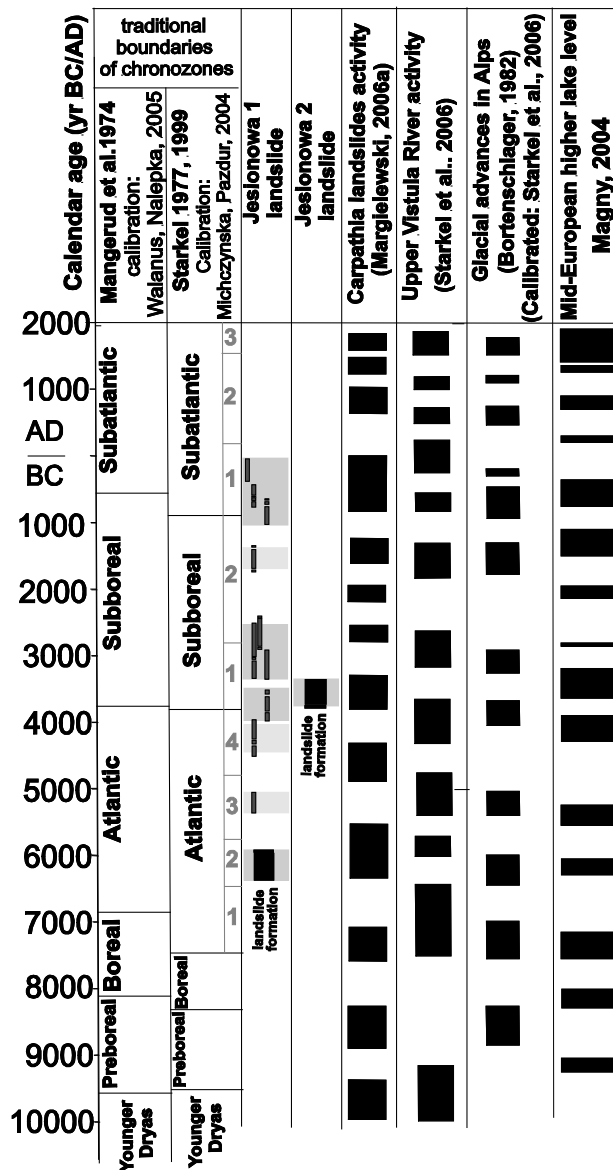 traditional
boundaries
of chronozones
Calendar age (yr BC/AD)
Mangerud et al.1974
calibration:
Walanus, Nalepka, 2005
Starkel 1977, 1999
Calibration:
Michczynska, Pazdur, 2004
Jesionowa 1
landslide
Jesionowa 2
landslide
Carpathia landslides activity
(Margielewski, 2006a)
Upper Vistula River activity
(Starkel et al.. 2006)
Glacial advances in Alps
(Bortenschlager, 1982)
(Calibrated: Starkel et al., 2006)
Mid-European higher lake level
Magny, 2004
2000
1000
AD
BC
1000
2000
3000
4000
5000
6000
7000
8000
9000
10000
Subatlantic
Subboreal
Atlantic
Boreal
Preboreal
Younger
Dryas
Subatlantic
Subboreal
Atlantic
Boreal
Preboreal
Younger
Dryas
3
2
1
2
1
4
3
2
1
landslide
formation
landslide
formation